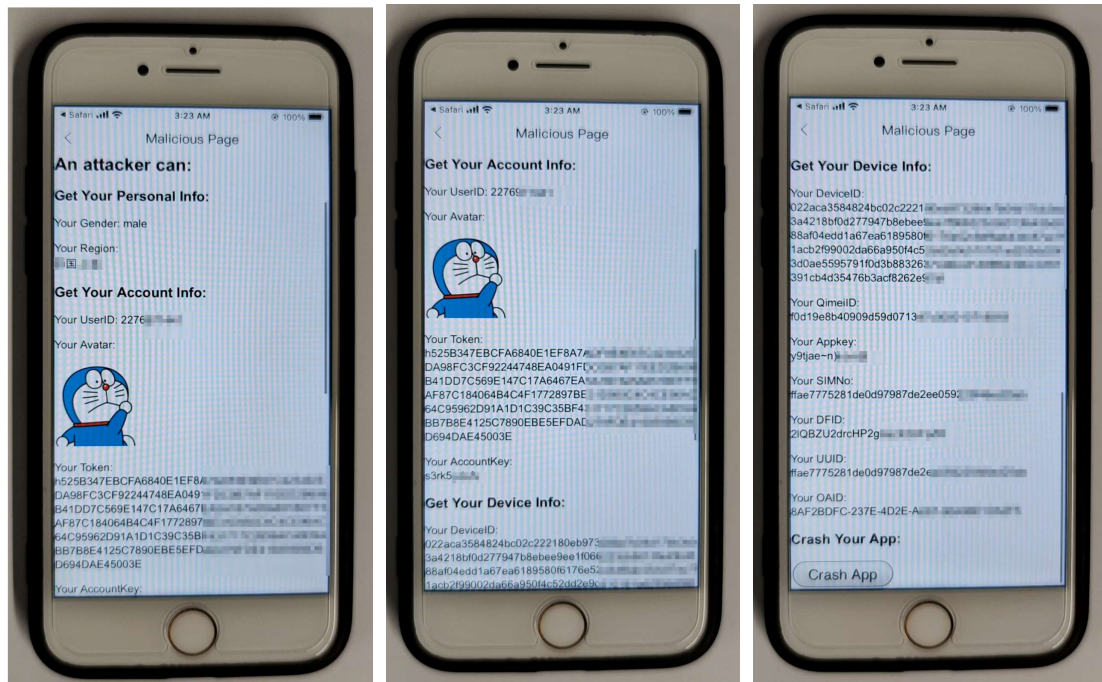 Safari
3:23 AM
100%
Malicious Page
An attacker can:
Get Your Personal Info:
Your Gender: male
Your Region:
国
Get Your Account Info:
Your UserID: 2276
Your Avatar:
Your Token:
h525B347EBCFA6840E1EF8A
DA98FC3CF92244748EA049
B41DD7C569E147C17A6467
AF87C184064B4C4F1772897
64C95962D91A1D1C39C35B
BB7B8E4125C7890EBE5EFD
D694DAE45003E
Your AccountKey:
Safari
3:23 AM
100%
Malicious Page
Get Your Account Info:
Your UserID: 22769
Your Avatar:
Your Token:
h525B347EBCFA6840E1EF8A7
DA98FC3CF92244748EA0491F
B41DD7C569E147C17A6467EA
AF87C184064B4C4F1772897BE
64C95962D91A1D1C39C35BF4
BB7B8E4125C7890EBE5EFDAD
D694DAE45003E
Your AccountKey:
s3rk5
Get Your Device Info:
Your DeviceID:
022aca3584824bc02c222180eb973
3a4218bf0d277947b8ebee9ee1f06
88af04edd1a67ea6189580f6176e5
1acb2f99002da66a950f4c52dd2e9
Safari
3:23 AM
100%
Malicious Page
Get Your Device Info:
Your DeviceID:
022aca3584824bc02c2221
3a4218bf0d277947b8ebee
88af04edd1a67ea6189580f
1acb2f99002da66a950f4c5
3d0ae5595791f0d3b88326
391cb4d35476b3acf8262e
Your QimeiID:
f0d19e8b40909d59d0713
Your Appkey:
y9tjae~n
Your SIMNo:
ffae7775281de0d97987de2ee0592
Your DFID:
2IQBZU2drcHP2g
Your UUID:
ffae7775281de0d97987de2
Your OAID:
8AF2BDFC-237E-4D2E-A
Crash Your App:
Crash App